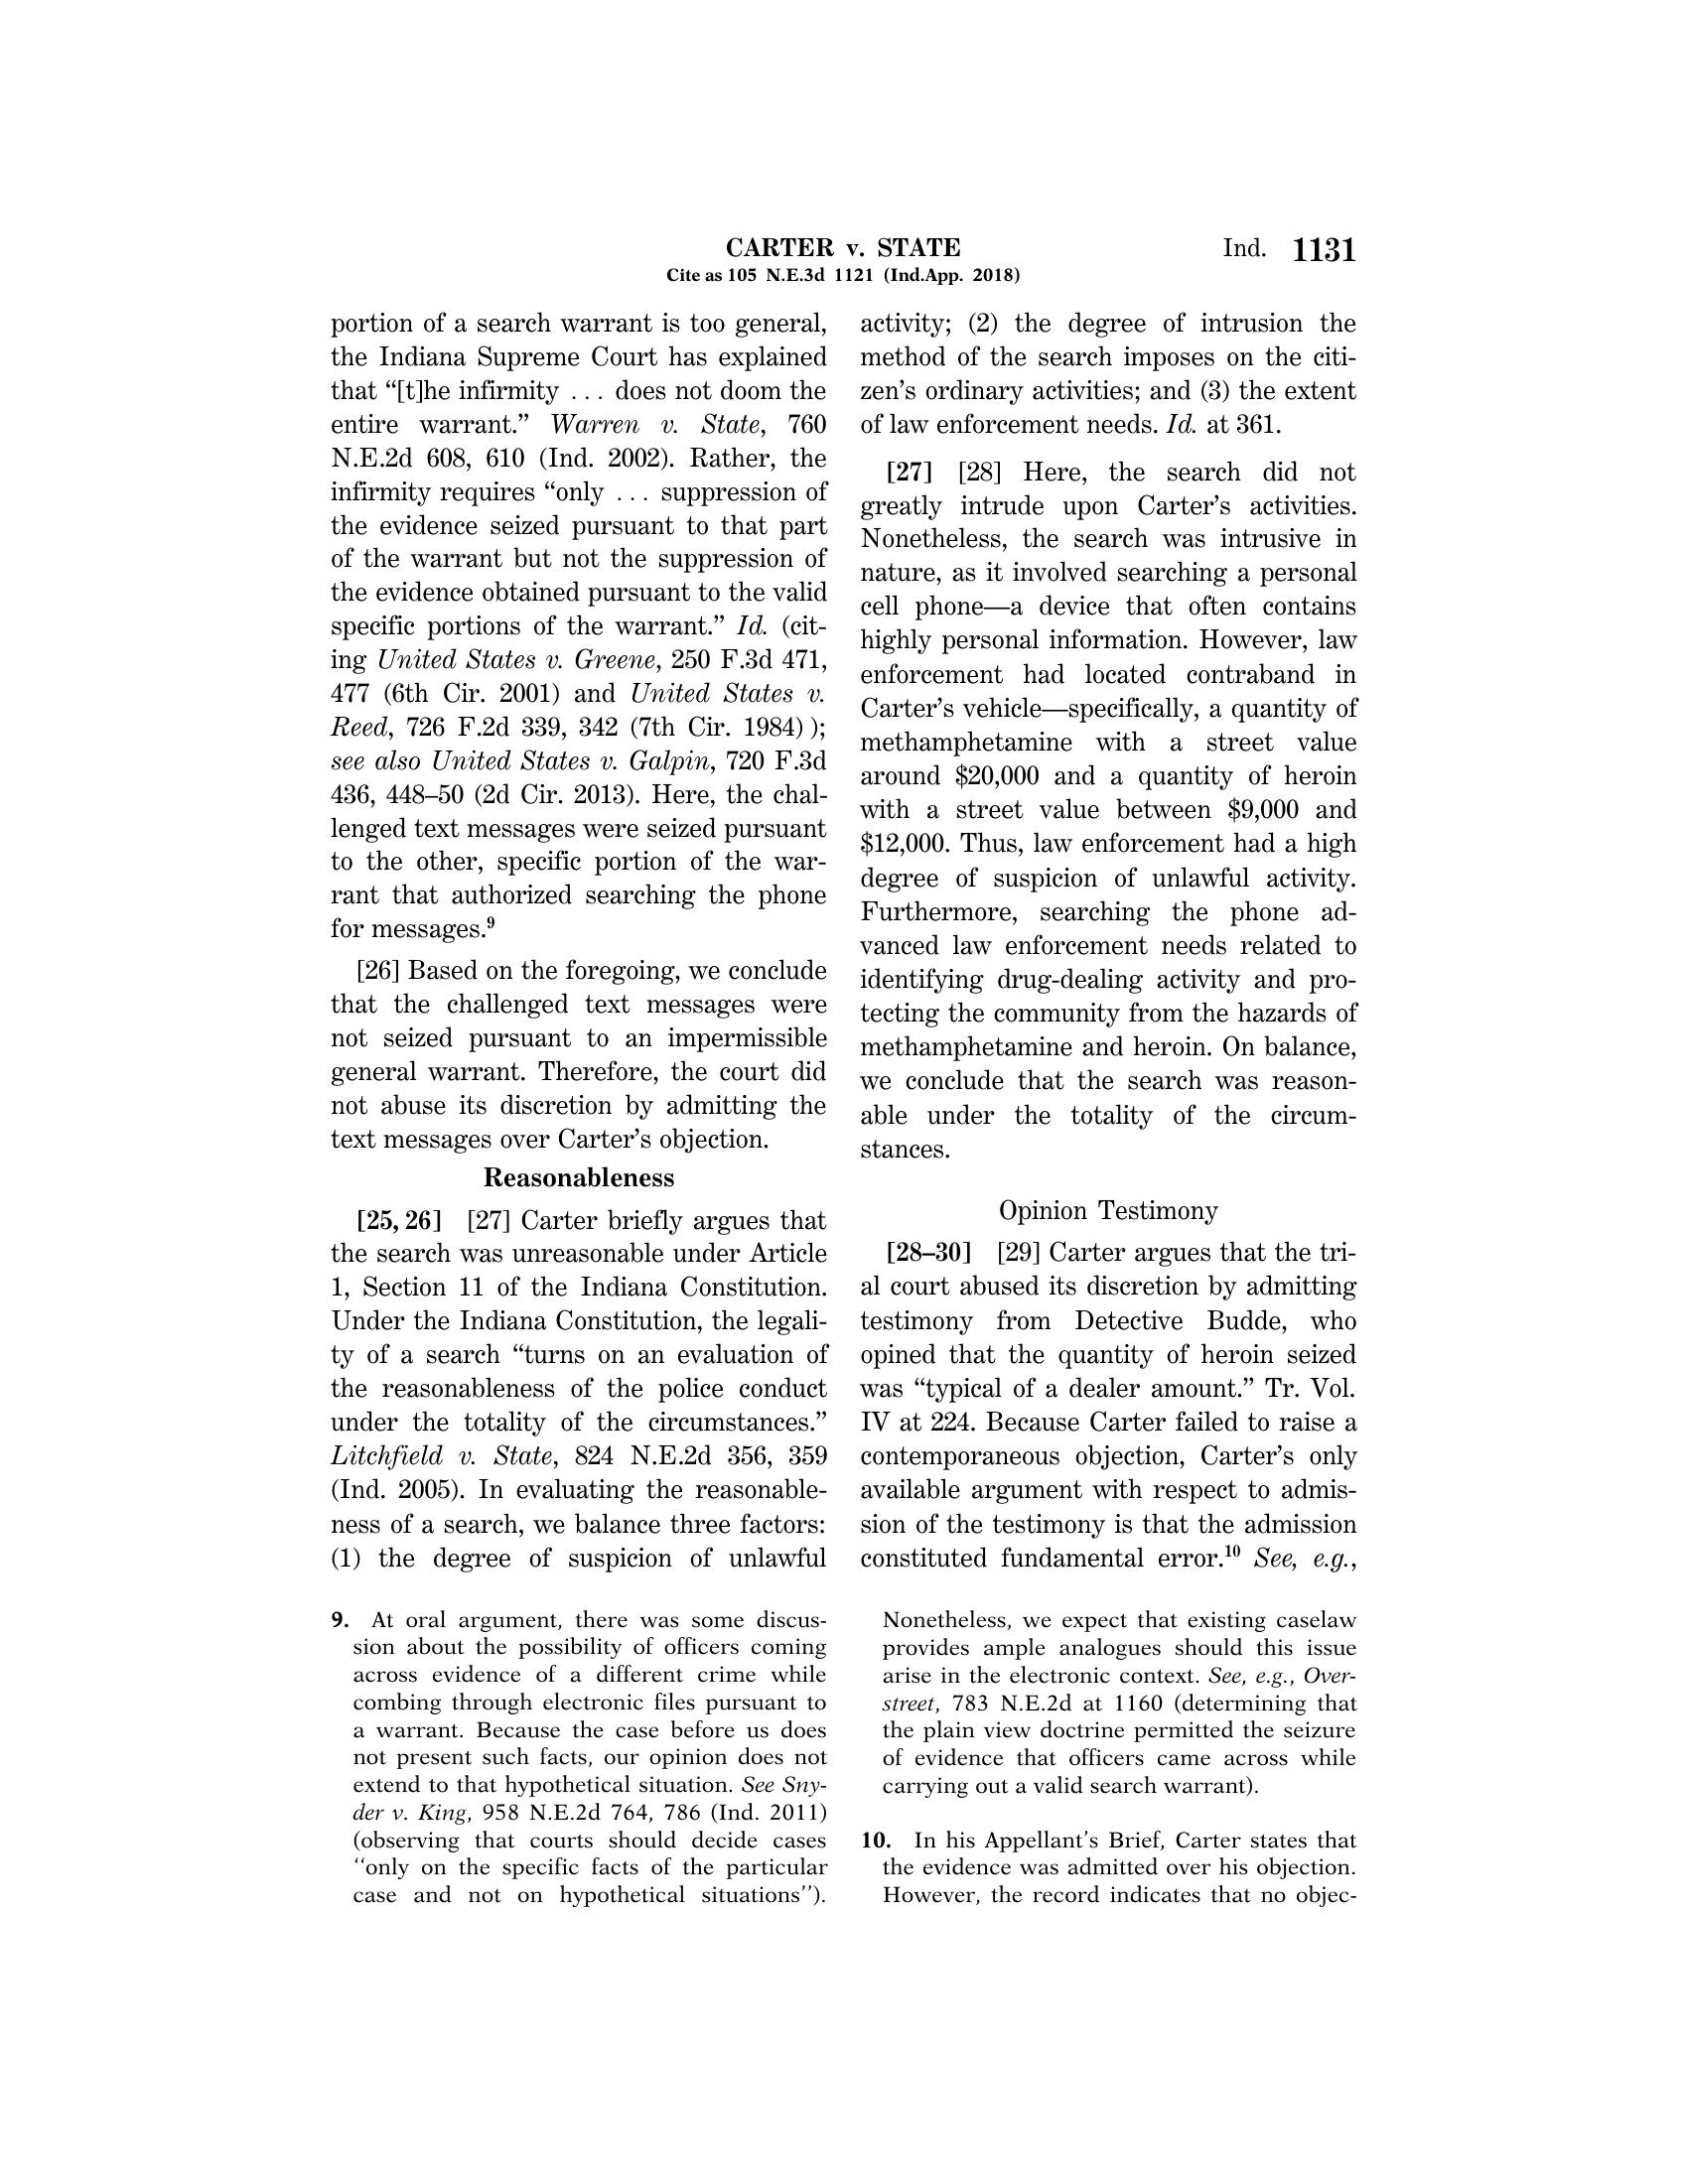 CARTER v. STATE
Cite as 105 N.E.3d 1121 (Ind.App. 2018)
Ind. 1131
portion of a search warrant is too general,
the Indiana Supreme Court has explained
that “[t]he infirmity . . . does not doom the
entire warrant.” Warren v. State, 760
N.E.2d 608, 610 (Ind. 2002). Rather, the
infirmity requires “only . . . suppression of
the evidence seized pursuant to that part
of the warrant but not the suppression of
the evidence obtained pursuant to the valid
specific portions of the warrant.” Id. (cit-
ing United States v. Greene, 250 F.3d 471,
477 (6th Cir. 2001) and United States v.
Reed, 726 F.2d 339, 342 (7th Cir. 1984) );
see also United States v. Galpin, 720 F.3d
436, 448–50 (2d Cir. 2013). Here, the chal-
lenged text messages were seized pursuant
to the other, specific portion of the war-
rant that authorized searching the phone
for messages.9
[26] Based on the foregoing, we conclude
that the challenged text messages were
not seized pursuant to an impermissible
general warrant. Therefore, the court did
not abuse its discretion by admitting the
text messages over Carter’s objection.
Reasonableness
[25, 26] [27] Carter briefly argues that
the search was unreasonable under Article
1, Section 11 of the Indiana Constitution.
Under the Indiana Constitution, the legali-
ty of a search “turns on an evaluation of
the reasonableness of the police conduct
under the totality of the circumstances.”
Litchfield v. State, 824 N.E.2d 356, 359
(Ind. 2005). In evaluating the reasonable-
ness of a search, we balance three factors:
(1) the degree of suspicion of unlawful
activity; (2) the degree of intrusion the
method of the search imposes on the citi-
zen’s ordinary activities; and (3) the extent
of law enforcement needs. Id. at 361.
[27] [28] Here, the search did not
greatly intrude upon Carter’s activities.
Nonetheless, the search was intrusive in
nature, as it involved searching a personal
cell phone—a device that often contains
highly personal information. However, law
enforcement had located contraband in
Carter’s vehicle—specifically, a quantity of
methamphetamine with a street value
around $20,000 and a quantity of heroin
with a street value between $9,000 and
$12,000. Thus, law enforcement had a high
degree of suspicion of unlawful activity.
Furthermore, searching the phone ad-
vanced law enforcement needs related to
identifying drug-dealing activity and pro-
tecting the community from the hazards of
methamphetamine and heroin. On balance,
we conclude that the search was reason-
able under the totality of the circum-
stances.
Opinion Testimony
[28–30] [29] Carter argues that the tri-
al court abused its discretion by admitting
testimony from Detective Budde, who
opined that the quantity of heroin seized
was “typical of a dealer amount.” Tr. Vol.
IV at 224. Because Carter failed to raise a
contemporaneous objection, Carter’s only
available argument with respect to admis-
sion of the testimony is that the admission
constituted fundamental error.10 See, e.g.,
9. At oral argument, there was some discus-
sion about the possibility of officers coming
across evidence of a different crime while
combing through electronic files pursuant to
a warrant. Because the case before us does
not present such facts, our opinion does not
extend to that hypothetical situation. See Sny-
der v. King, 958 N.E.2d 764, 786 (Ind. 2011)
(observing that courts should decide cases
‘‘only on the specific facts of the particular
case and not on hypothetical situations’’).
Nonetheless, we expect that existing caselaw
provides ample analogues should this issue
arise in the electronic context. See, e.g., Over-
street, 783 N.E.2d at 1160 (determining that
the plain view doctrine permitted the seizure
of evidence that officers came across while
carrying out a valid search warrant).
10. In his Appellant’s Brief, Carter states that
the evidence was admitted over his objection.
However, the record indicates that no objec-